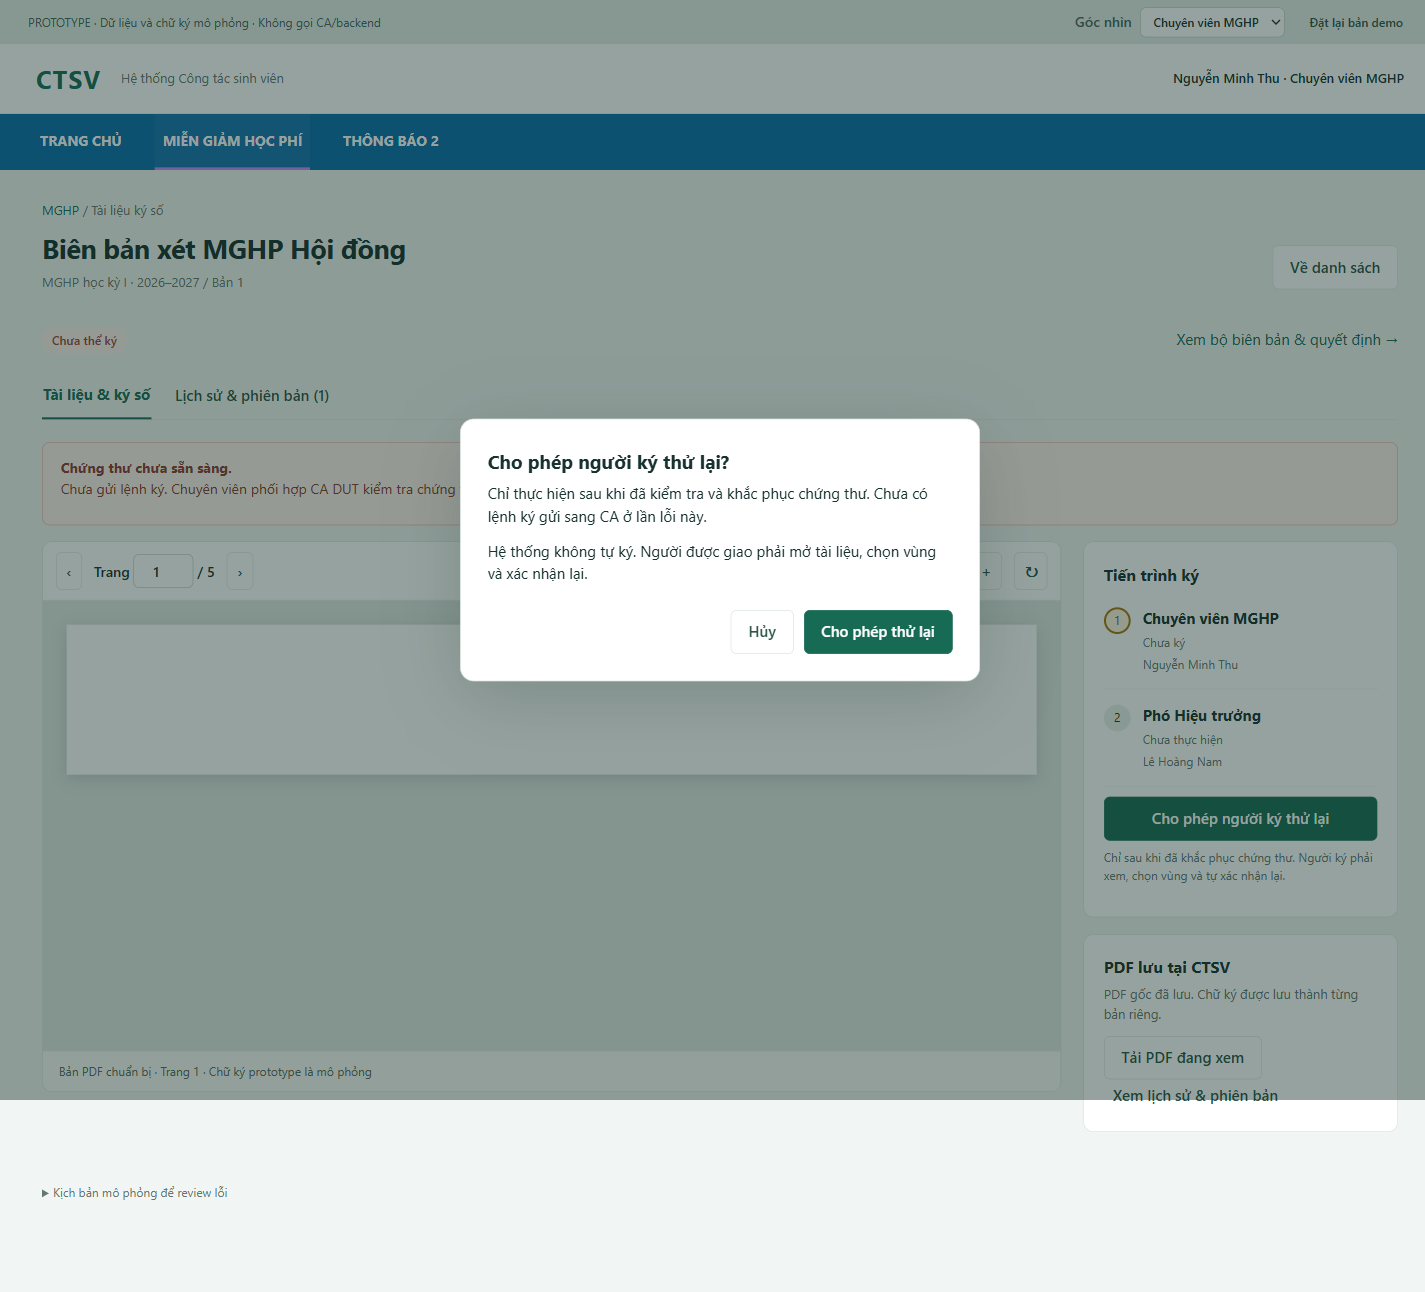 PROTOTYPE · Dữ liệu và chữ ký mô phỏng · Không gọi CA/backend
Góc nhìn
Chuyên viên MGHP
Đặt lại bản demo
CTSV
Hệ thống Công tác sinh viên
Nguyễn Minh Thu · Chuyên viên MGHP
TRANG CHỦ
MIỄN GIẢM HỌC PHÍ
THÔNG BÁO 2
MGHP / Tài liệu ký số
Biên bản xét MGHP Hội đồng
MGHP học kỳ I · 2026–2027 / Bản 1
Về danh sách
Chưa thể ký
Xem bộ biên bản & quyết định →
Tài liệu & ký số
Lịch sử & phiên bản (1)
Chứng thư chưa sẵn sàng.
Chưa gửi lệnh ký. Chuyên viên phối hợp CA DUT kiểm tra chứng
Cho phép người ký thử lại?
Chỉ thực hiện sau khi đã kiểm tra và khắc phục chứng thư. Chưa có
lệnh ký gửi sang CA ở lần lỗi này.
Hệ thống không tự ký. Người được giao phải mở tài liệu, chọn vùng
và xác nhận lại.
Hủy
Cho phép thử lại
‹
Trang
1
/ 5
›
+
↻
Tiến trình ký
1
Chuyên viên MGHP
Chưa ký
Nguyễn Minh Thu
2
Phó Hiệu trưởng
Chưa thực hiện
Lê Hoàng Nam
Cho phép người ký thử lại
Chỉ sau khi đã khắc phục chứng thư. Người ký phải
xem, chọn vùng và tự xác nhận lại.
PDF lưu tại CTSV
PDF gốc đã lưu. Chữ ký được lưu thành từng
bản riêng.
Tải PDF đang xem
Xem lịch sử & phiên bản
Bản PDF chuẩn bị · Trang 1 · Chữ ký prototype là mô phỏng
▶ Kịch bản mô phỏng để review lỗi